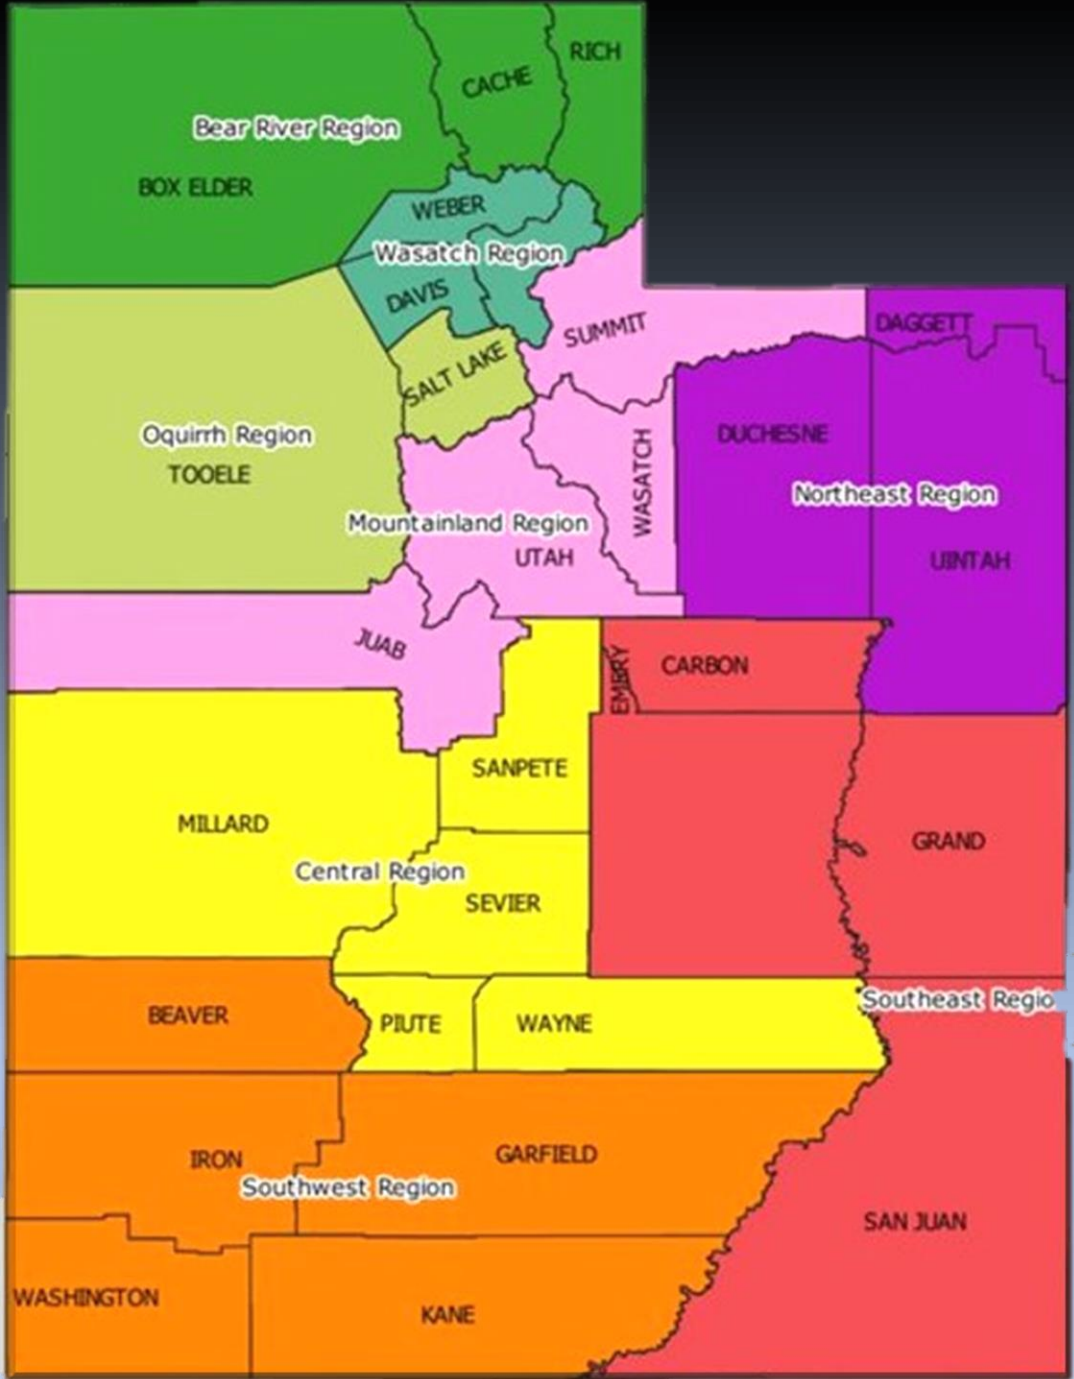 RICH
CACHE
Bear River Region
BOX ELDER
WEBER
Wasatch Region
DAVIS
SUMMIT
DAGGETT
SALT LAKE
Oquirrh Region
TOOELE
DUCHESNE
WASATCH
Northeast Region
Mountainland Region
UTAH
UINTAH
JUAB
EMERY
CARBON
SANPETE
MILLARD
GRAND
Central Region
SEVIER
Southeast Regio
BEAVER
PIUTE
WAYNE
IRON
GARFIELD
Southwest Region
SAN JUAN
WASHINGTON
KANE